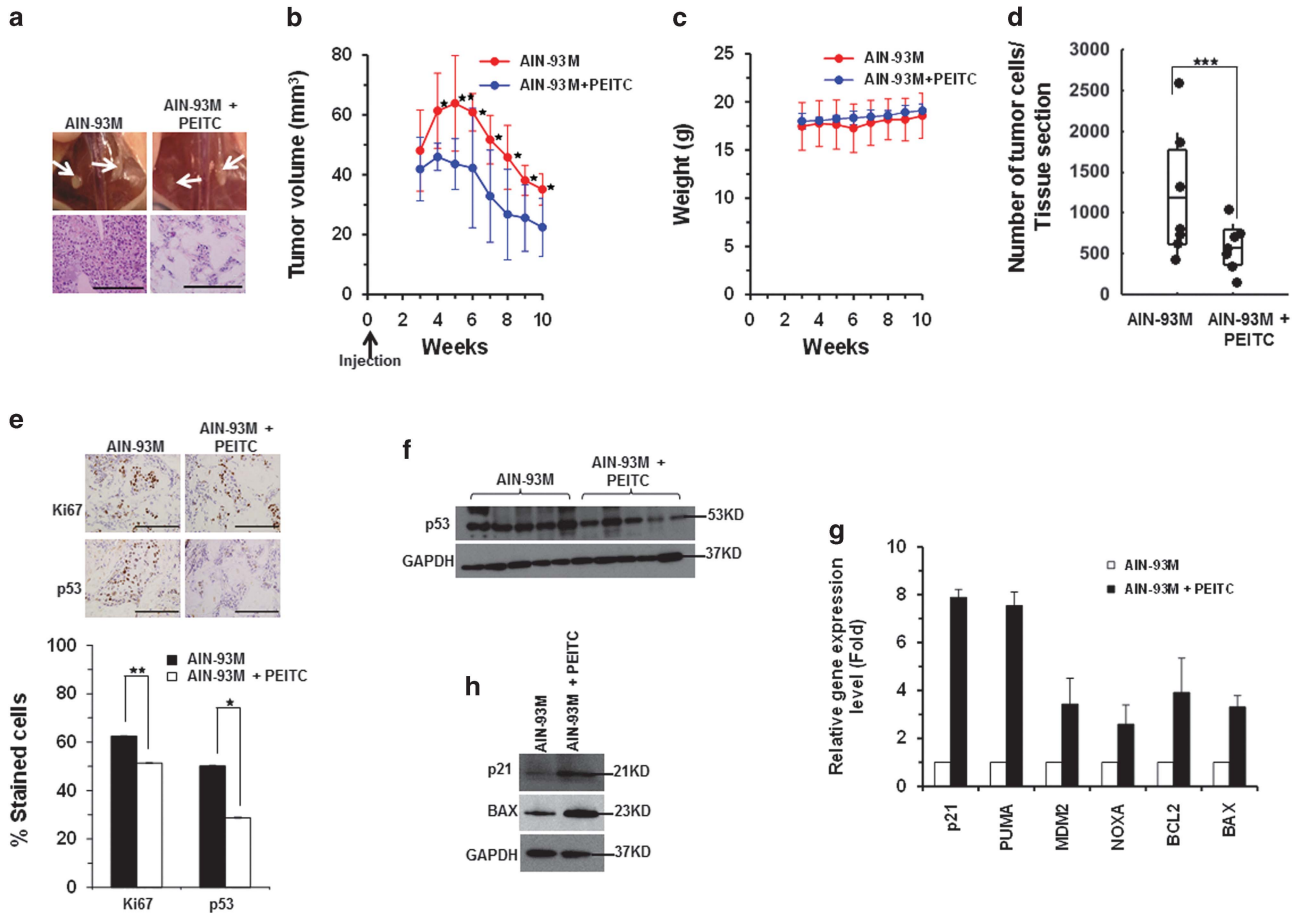 a
AIN-93M
AIN-93M +
PEITC
b
Tumor volume (mm3)
80
60
40
20
0
AIN-93M
AIN-93M+PEITC
0 2 4 6 8 10
Injection
Weeks
c
Weight (g)
25
20
15
10
5
0
AIN-93M
AIN-93M+PEITC
0 2 4 6 8 10
Weeks
d
Number of tumor cells/
Tissue section
3000
2500
2000
1500
1000
500
0
***
AIN-93M
AIN-93M +
PEITC
e
AIN-93M
AIN-93M +
PEITC
Ki67
p53
% Stained cells
100
80
60
40
20
0
AIN-93M
AIN-93M + PEITC
**
*
Ki67 p53
f
AIN-93M
AIN-93M +
PEITC
p53
53KD
GAPDH
37KD
g
Relative gene expression
level (Fold)
10
8
6
4
2
0
AIN-93M
AIN-93M + PEITC
p21 PUMA MDM2 NOXA BCL2 BAX
h
AIN-93M
AIN-93M + PEITC
p21
21KD
BAX
23KD
GAPDH
37KD